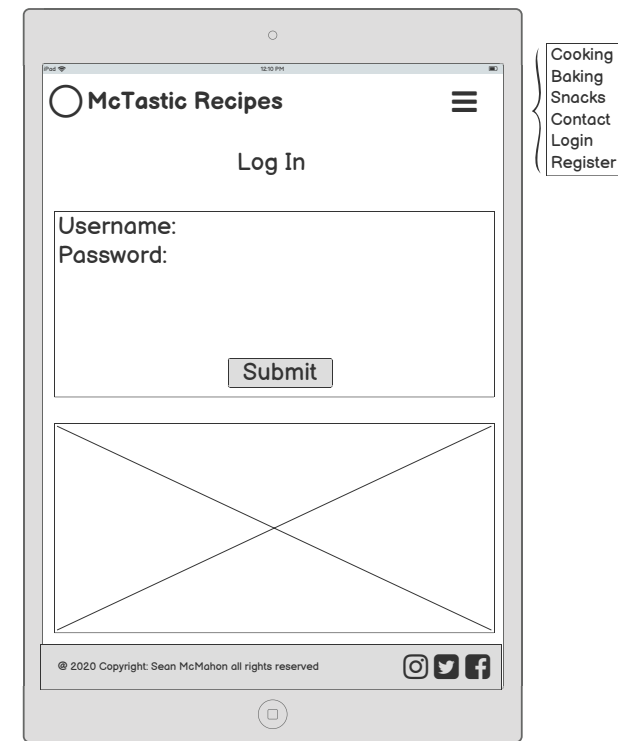 iPad 12:10 PM
McTastic Recipes
Log In
Username:
Password:
Submit
@ 2020 Copyright: Sean McMahon all rights reserved
Cooking
Baking
Snacks
Contact
Login
Register